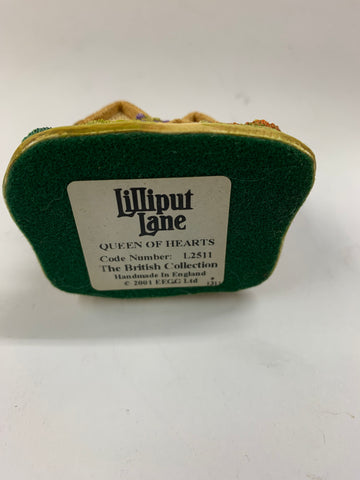 Lilliput
Lane
QUEEN OF HEARTS
Code Number: L2511
The British Collection
Handmade In England
© 2001 EFGG Ltd